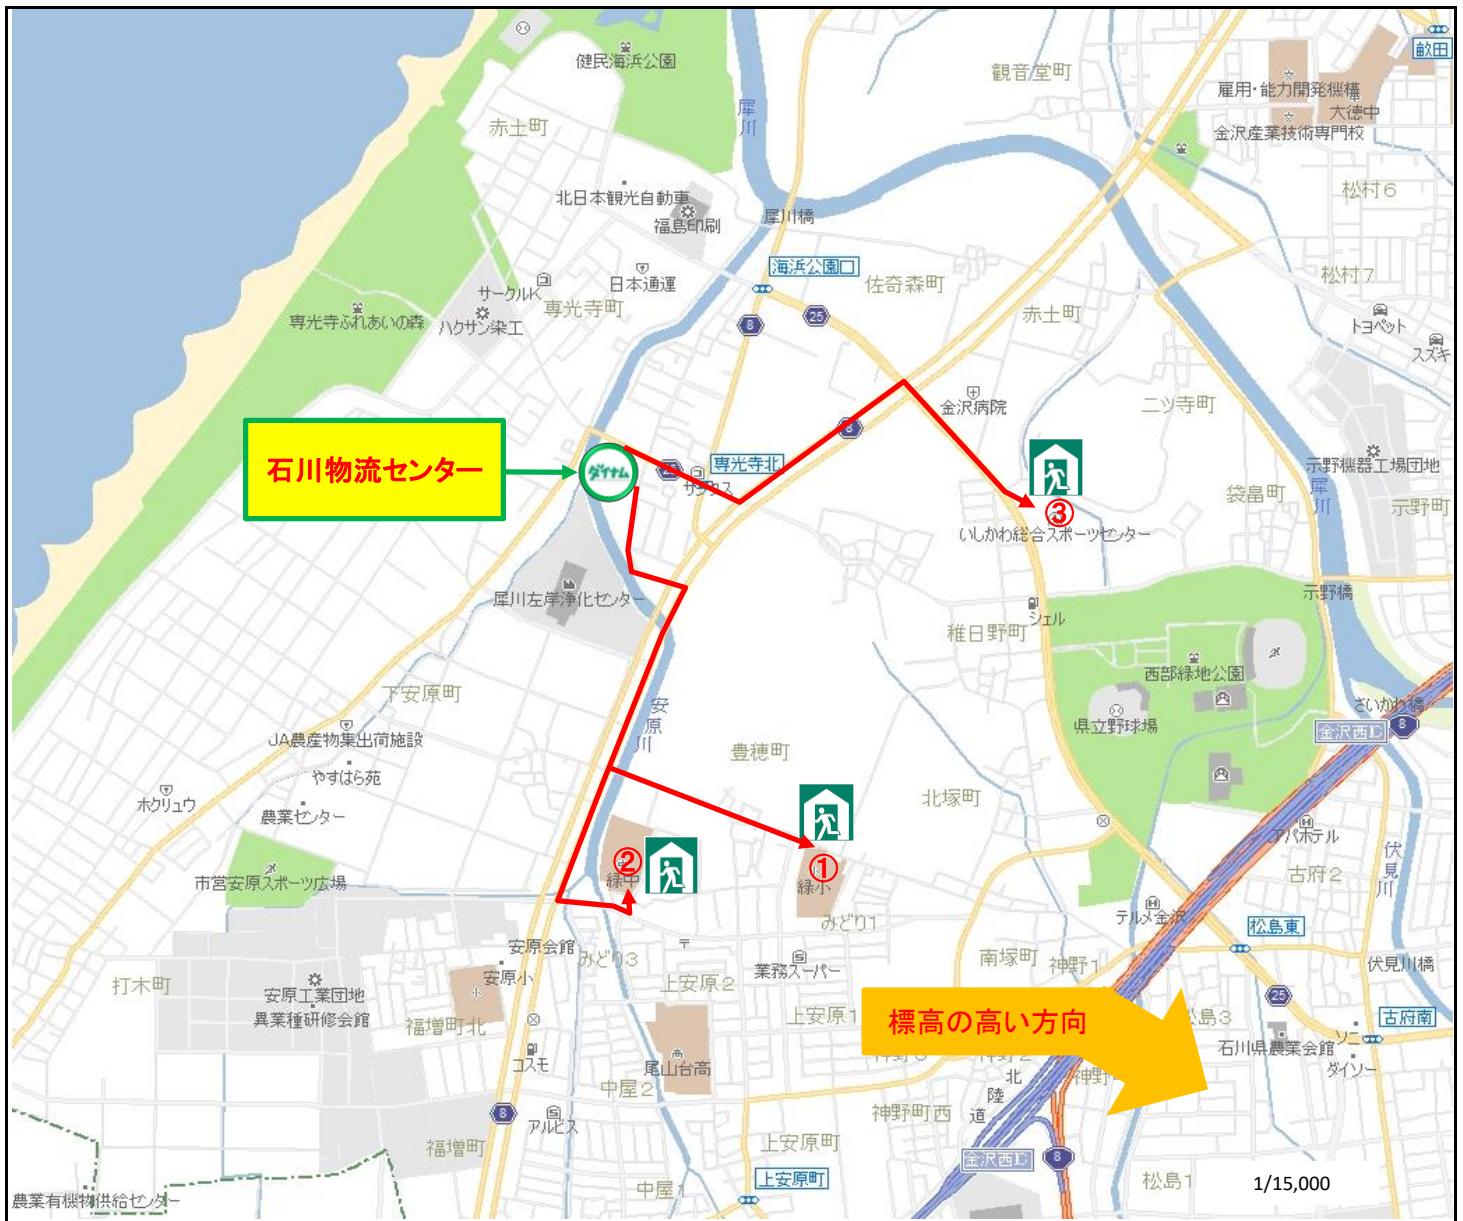 健民海浜公園
観音堂町
畝田
雇用・能力開発機構
大徳中
金沢産業技術専門校
赤土町
犀川
松村6
北日本観光自動車
福島印刷
犀川橋
海浜公園口
日本通運
佐奇森町
松村7
サークルK
専光寺町
専光寺ふれあいの森
ハクサン染工
8
25
赤土町
トヨペット
スズキ
金沢病院
二ツ寺町
8
石川物流センター
ダイナム
専光寺北
サンクス
示野機器工場団地
袋畠町
犀川
示野町
③
いしかわ総合スポーツセンター
犀川左岸浄化センター
示野橋
シェル
稚日野町
西部緑地公園
下安原町
安原川
県立野球場
さいかわ橋
金沢西IC
8
JA農産物集出荷施設
豊穂町
やすはら苑
ホクリュウ
農業センター
北塚町
アパホテル
伏見川
②
緑中
①
緑小
市営安原スポーツ広場
古府2
みどり1
テルメ金沢
松島東
安原会館
みどり3
安原小
業務スーパー
南塚町
神野1
伏見川橋
打木町
安原工業団地
異業種研修会館
上安原2
福増町北
上安原1
標高の高い方向
松島3
25
古府南
石川県農業会館
ソニー
ダイソー
コスモ
尾山台高
中屋2
北陸道
8
アルビス
神野町西
福増町
上安原町
金沢西IC
8
農業有機物供給センター
中屋1
上安原町
松島1
1/15,000